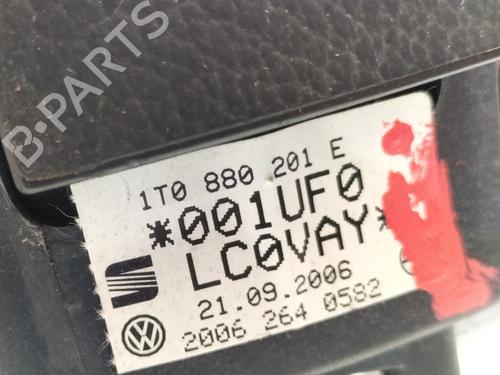 B-PARTS
1T0 880 201 E
*001UF0
LC0VAY*
21.09.2006
2006 264 0582